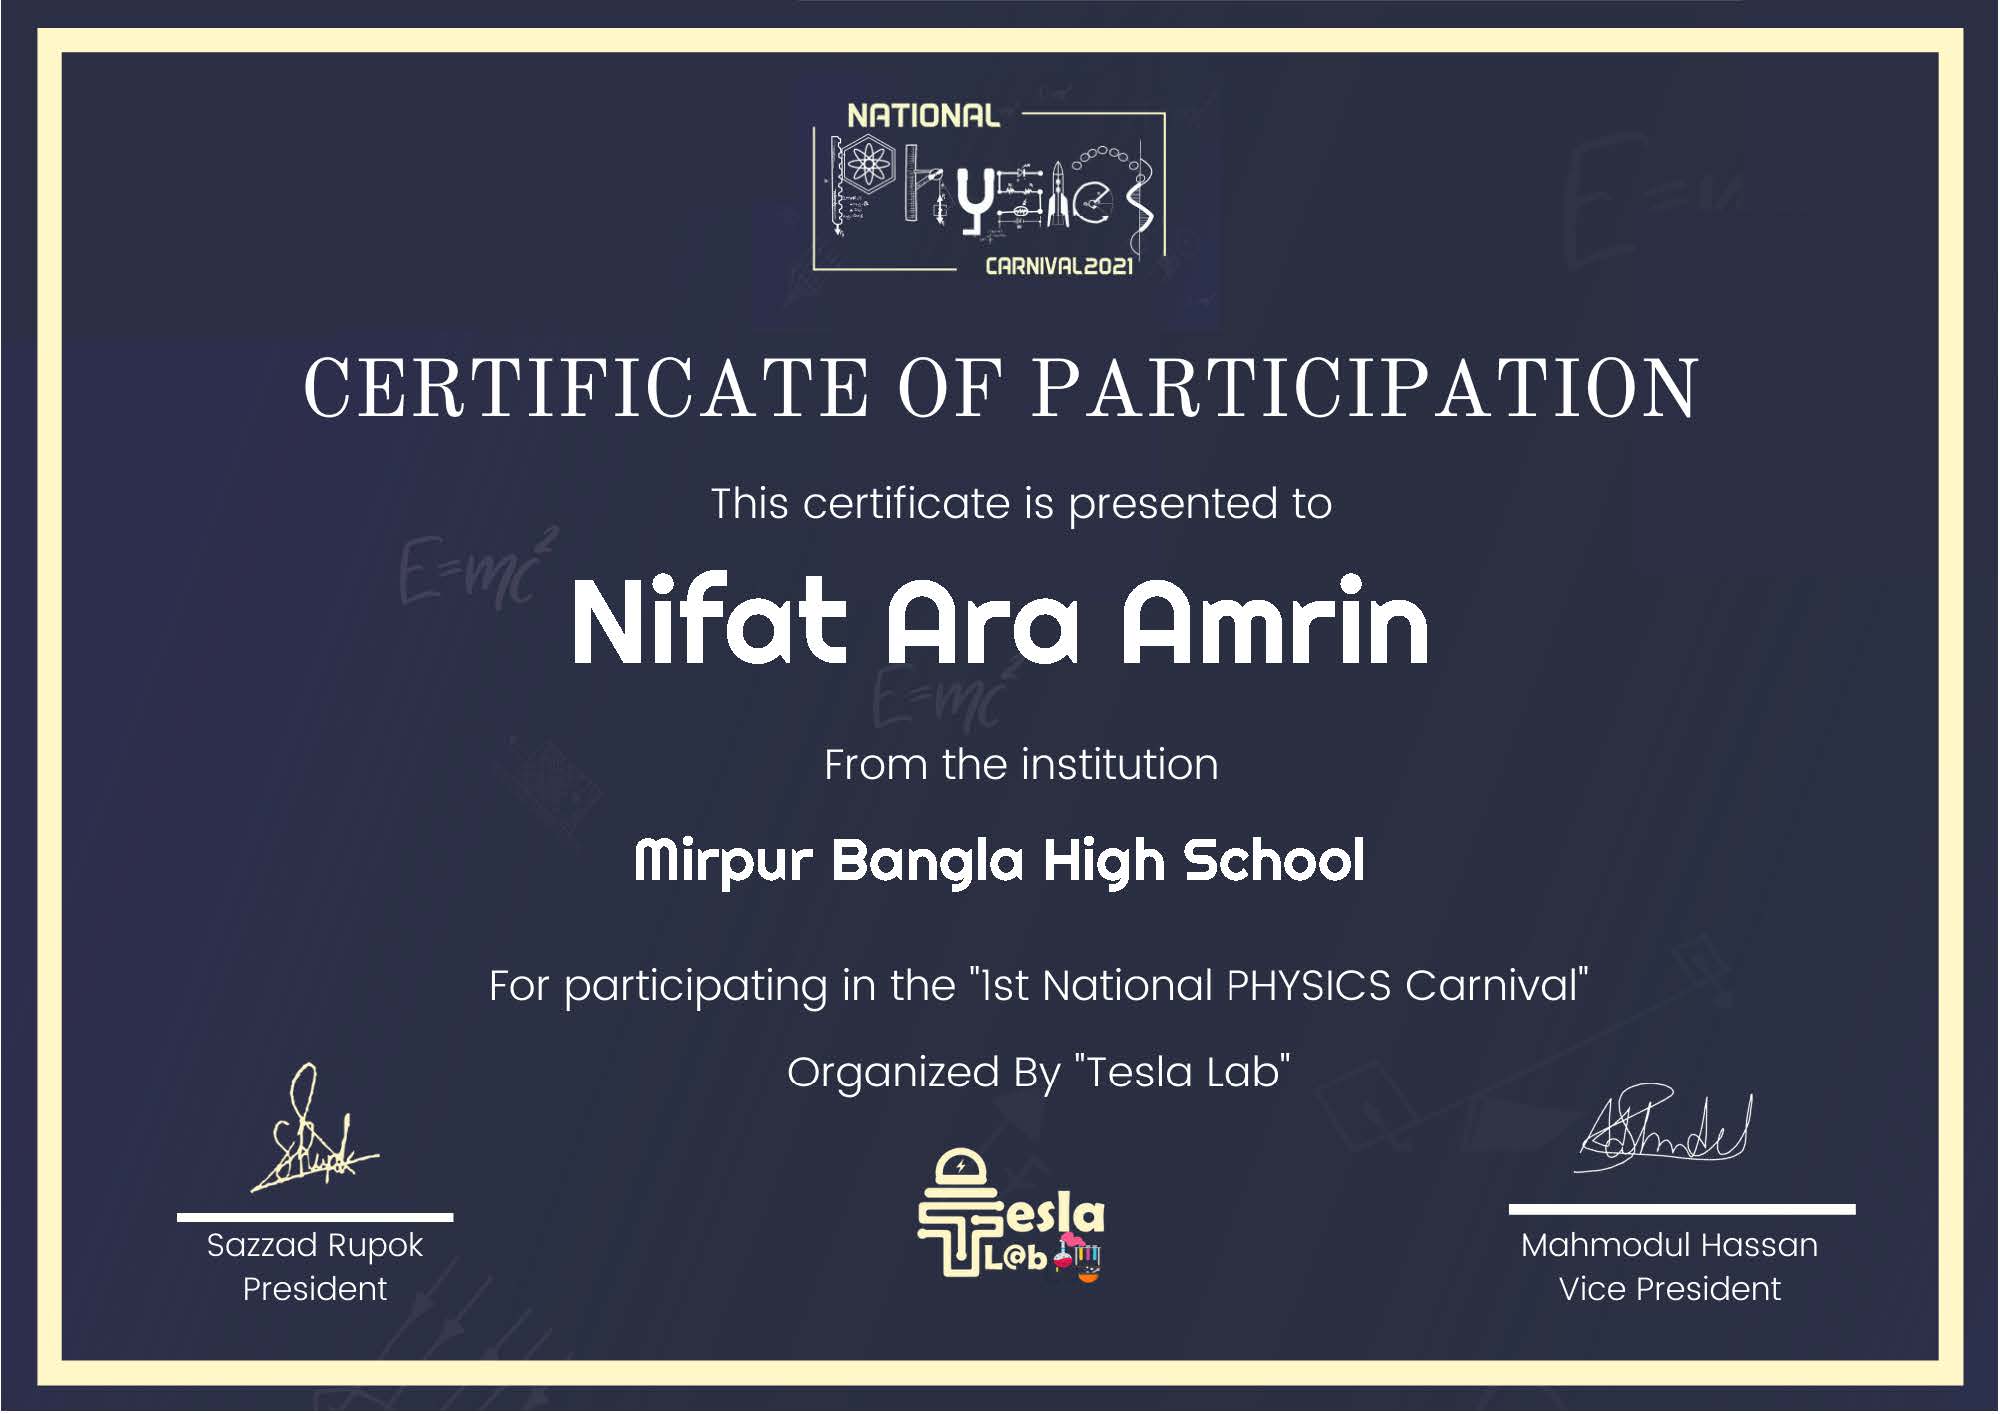 NATIONAL
Physics
CARNIVAL2021
CERTIFICATE OF PARTICIPATION
This certificate is presented to
E=mc²
Nifat Ara Amrin
E=mc²
From the institution
Mirpur Bangla High School
For participating in the "1st National PHYSICS Carnival"
Organized By "Tesla Lab"
Tesla
L@b
Sazzad Rupok
President
Mahmodul Hassan
Vice President